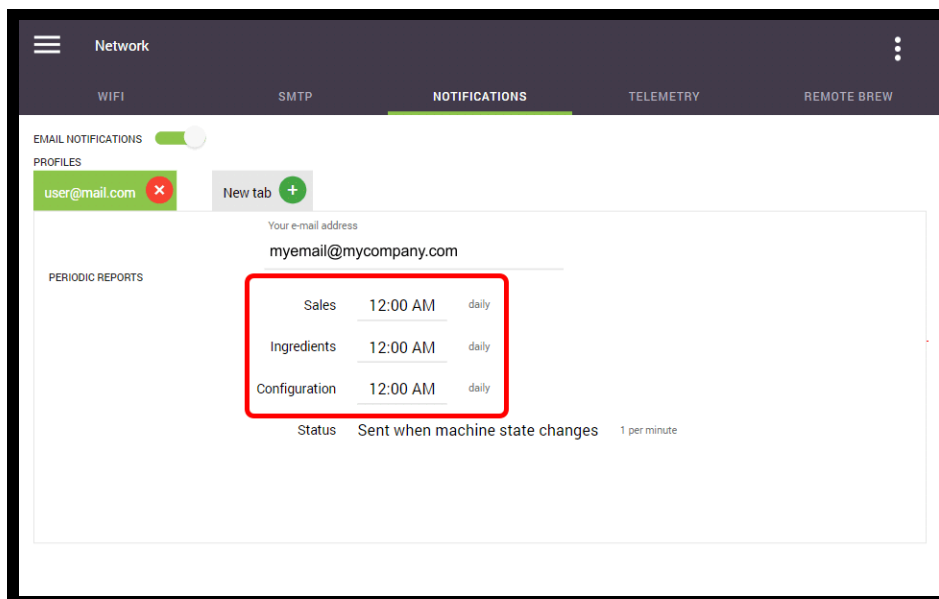 Network
WIFI SMTP NOTIFICATIONS TELEMETRY REMOTE BREW
EMAIL NOTIFICATIONS
PROFILES
user@mail.com New tab
Your e-mail address
myemail@mycompany.com
PERIODIC REPORTS
Sales 12:00 AM daily
Ingredients 12:00 AM daily
Configuration 12:00 AM daily
Status Sent when machine state changes 1 per minute